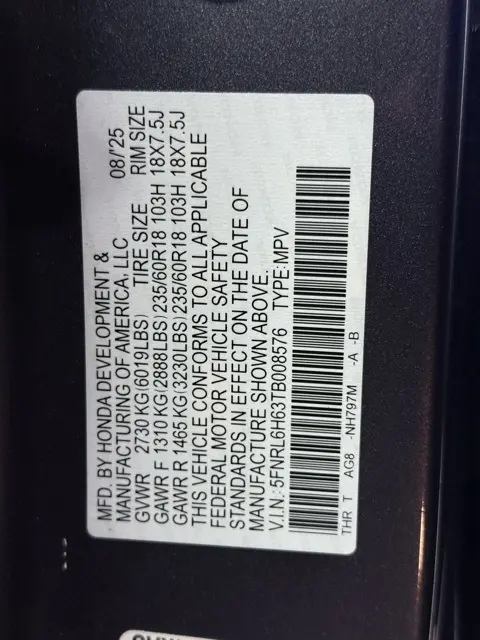 MFD. BY HONDA DEVELOPMENT &
MANUFACTURING OF AMERICA, LLC 08/'25
GVWR 2730 KG(6019LBS) TIRE SIZE RIM SIZE
GAWR F 1310 KG(2888LBS) 235/60R18 103H 18X7.5J
GAWR R 1465 KG(3230LBS) 235/60R18 103H 18X7.5J
THIS VEHICLE CONFORMS TO ALL APPLICABLE
FEDERAL MOTOR VEHICLE SAFETY
STANDARDS IN EFFECT ON THE DATE OF
MANUFACTURE SHOWN ABOVE.
V.I.N.:5FNRL6H63TB008576 TYPE:MPV
THR T AG8 -NH797M -A -B